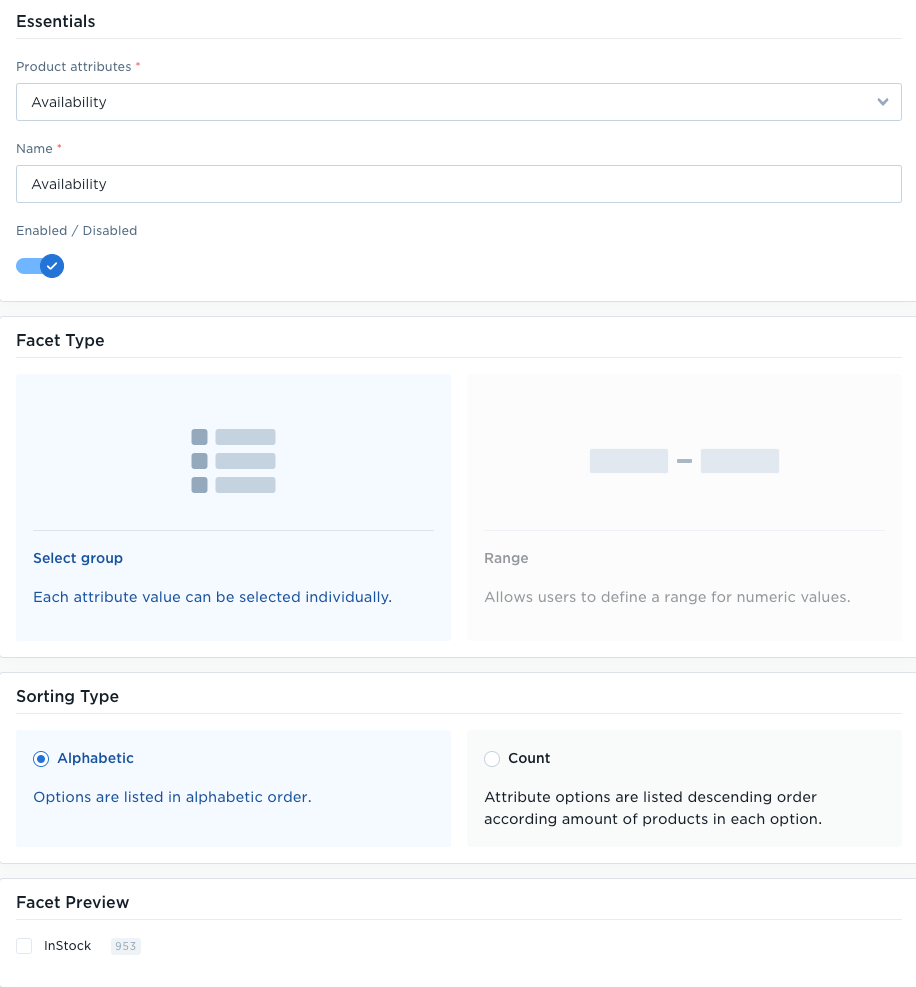 Essentials
Product attributes *
Availability
Name *
Availability
Enabled / Disabled
Facet Type
Select group
Each attribute value can be selected individually.
Range
Allows users to define a range for numeric values.
Sorting Type
Alphabetic
Options are listed in alphabetic order.
Count
Attribute options are listed descending order
according amount of products in each option.
Facet Preview
InStock 953